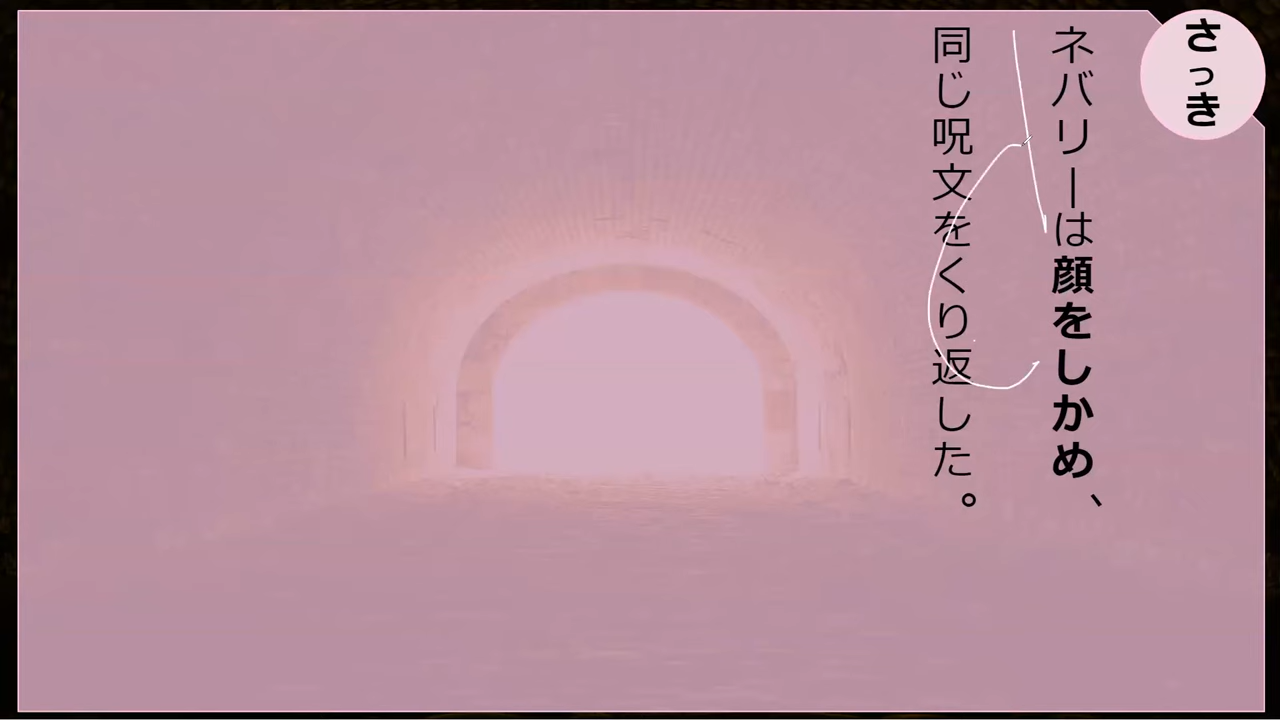 さっき
ネバリーは顔をしかめ、
同じ呪文をくり返した。